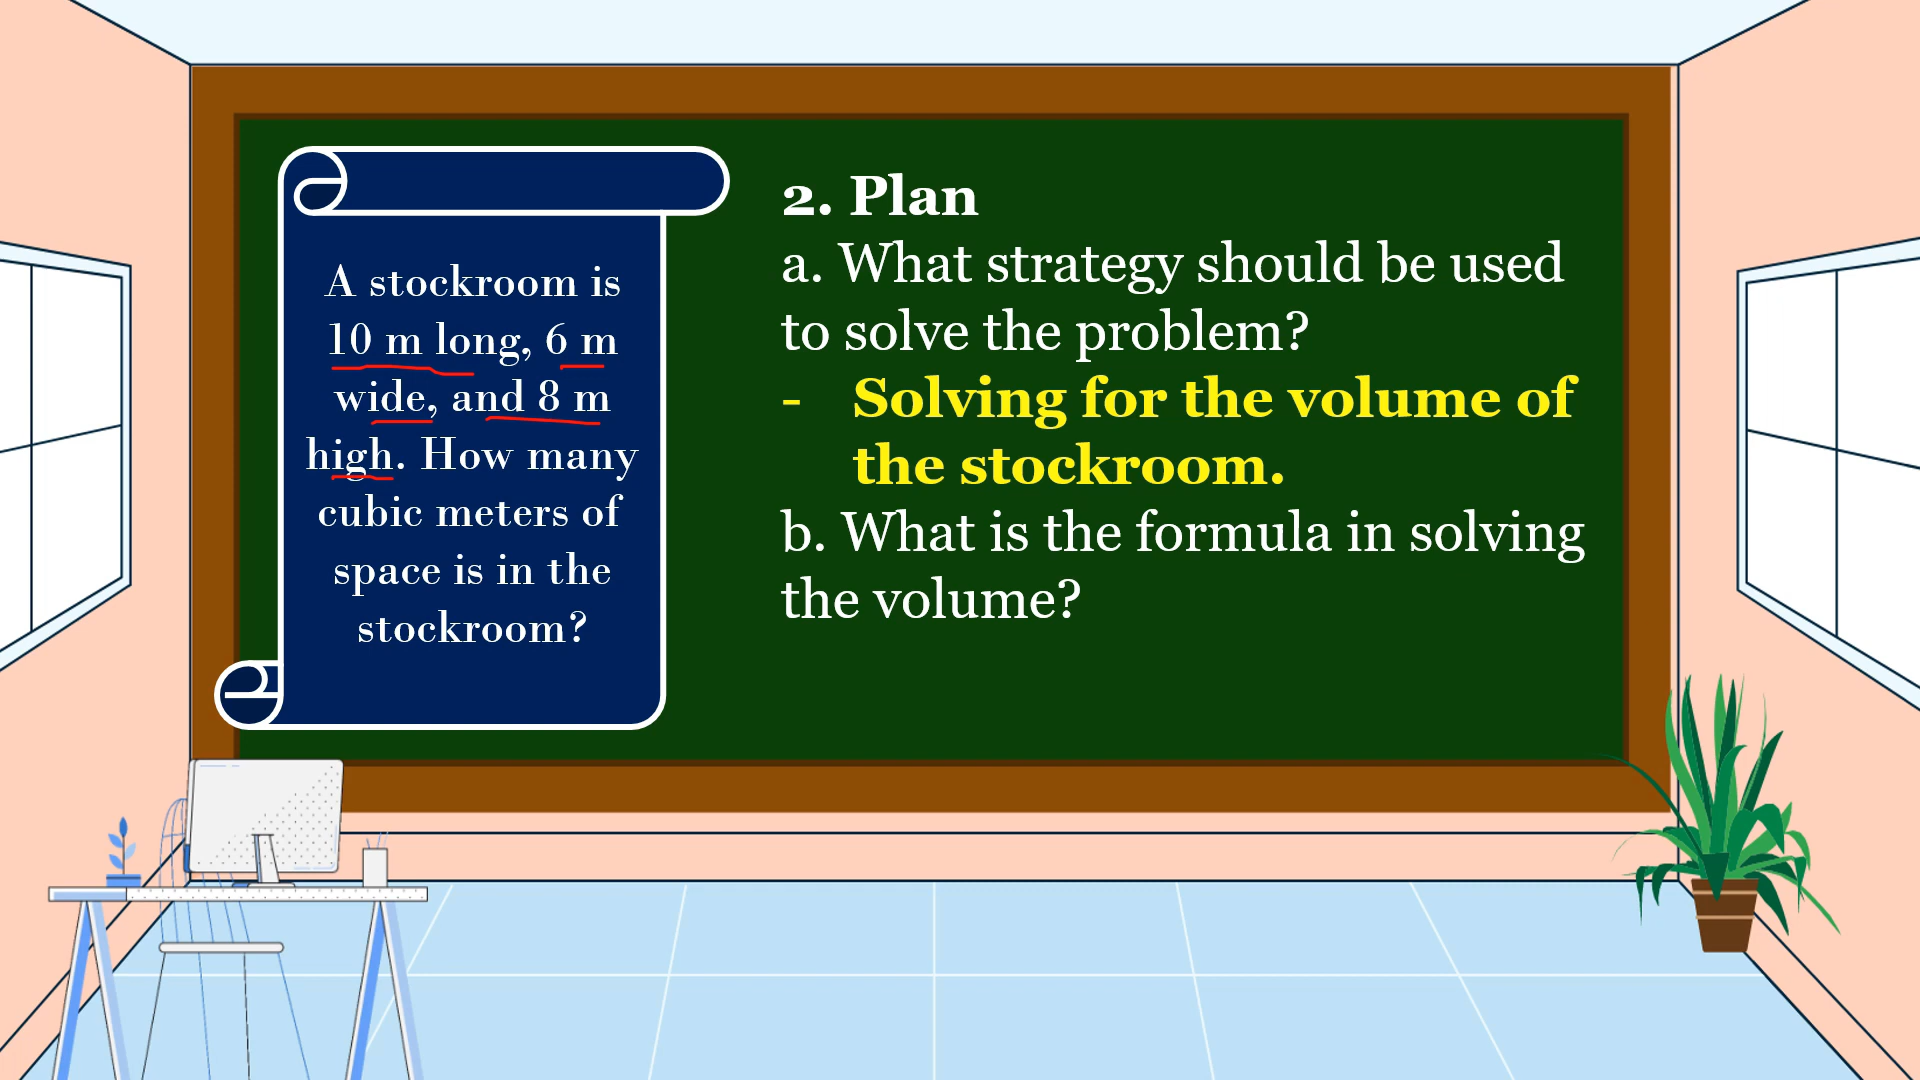 A stockroom is
10 m long, 6 m
wide, and 8 m
high. How many
cubic meters of
space is in the
stockroom?
2. Plan
a. What strategy should be used
to solve the problem?
- Solving for the volume of
the stockroom.
b. What is the formula in solving
the volume?